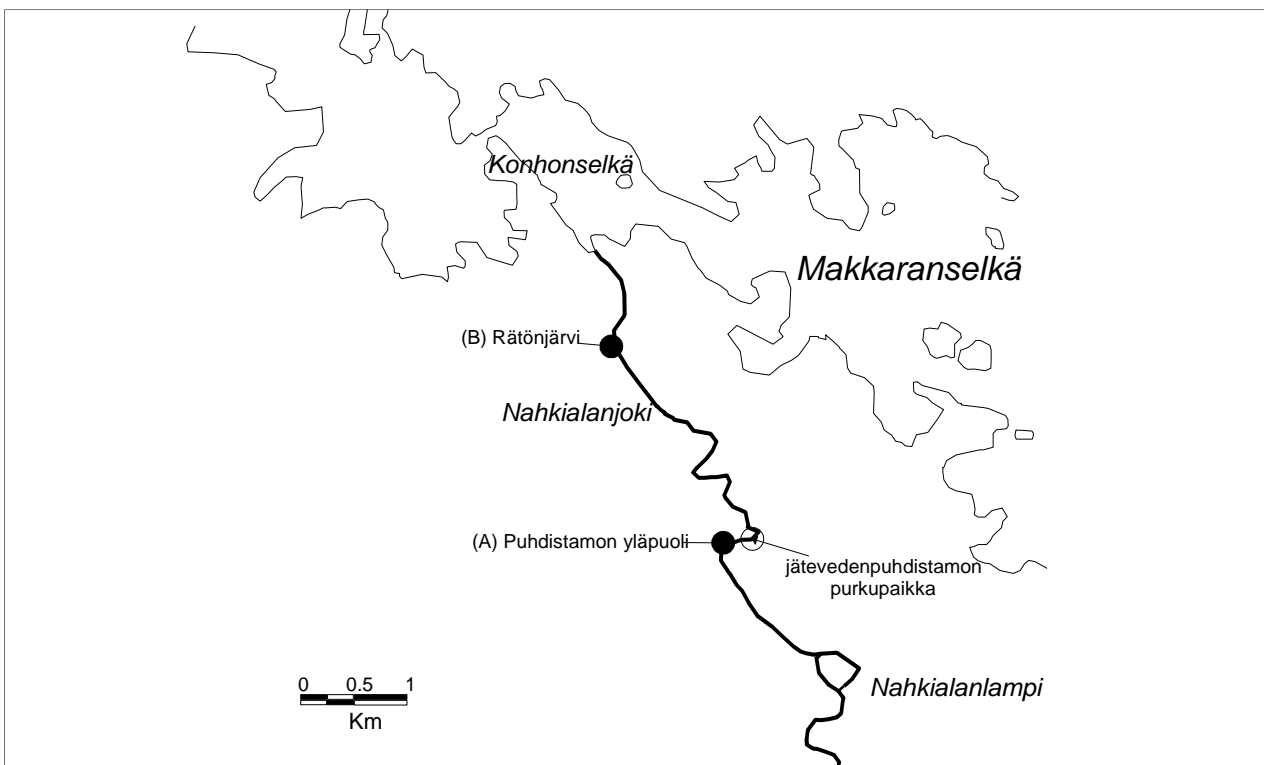 Konhonselkä
Makkaranselkä
(B) Rätönjärvi
Nahkialanjoki
(A) Puhdistamon yläpuoli
jätevedenpuhdistamon
purkupaikka
Nahkialanlampi
0 0.5 1
Km